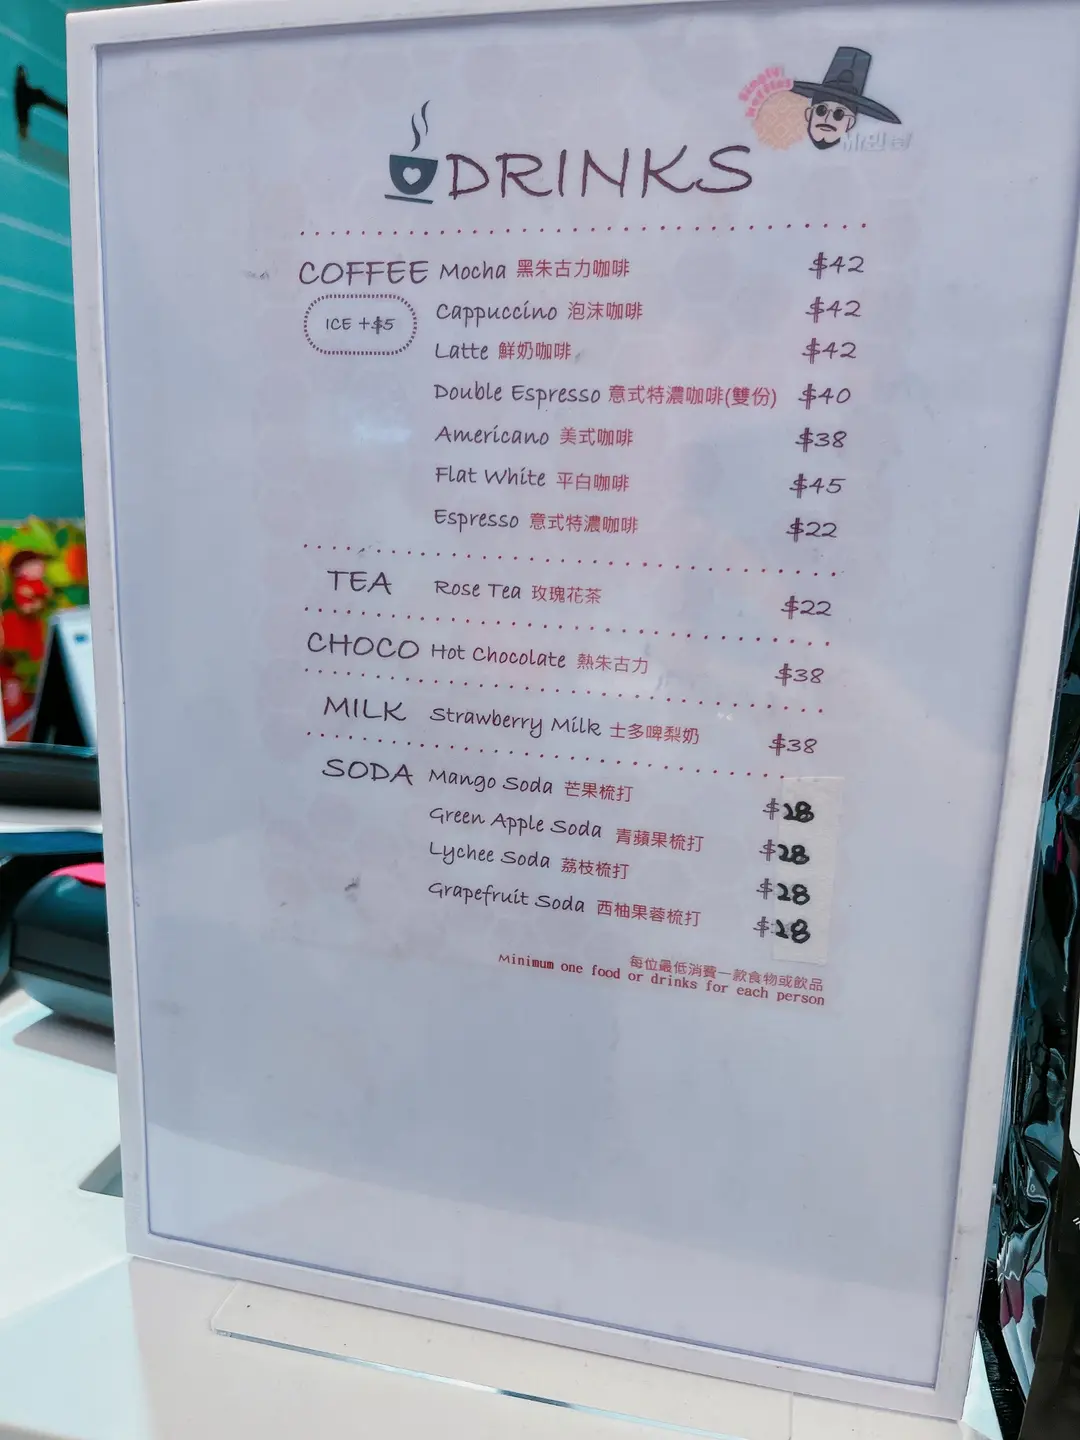 Simply Waffles
DRINKS
COFFEE Mocha 黑朱古力咖啡 $42
ICE +$5
Cappuccino 泡沫咖啡 $42
Latte 鮮奶咖啡 $42
Double Espresso 意式特濃咖啡(雙份) $40
Americano 美式咖啡 $38
Flat White 平白咖啡 $45
Espresso 意式特濃咖啡 $22
TEA Rose Tea 玫瑰花茶 $22
CHOCO Hot Chocolate 熱朱古力 $38
MILK Strawberry Milk 士多啤梨奶 $38
SODA Mango Soda 芒果梳打 $28
Green Apple Soda 青蘋果梳打 $28
Lychee Soda 荔枝梳打 $28
Grapefruit Soda 西柚果蓉梳打 $28
每位最低消費一款食物或飲品
Minimum one food or drinks for each person